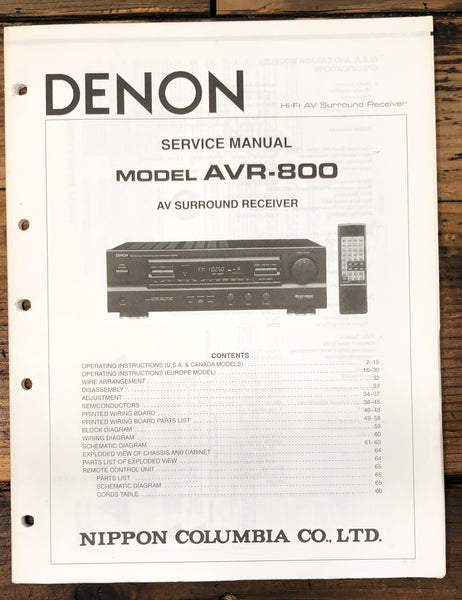 DENON
Hi-Fi AV Surround Receiver
SERVICE MANUAL
MODEL AVR-800
AV SURROUND RECEIVER
DENON
CONTENTS
OPERATING INSTRUCTIONS (U.S.A. & CANADA MODELS) 2–15
OPERATING INSTRUCTIONS (EUROPE MODEL) 16–30
WIRE ARRANGEMENT 32
DISASSEMBLY 33
ADJUSTMENT 34–37
SEMICONDUCTORS 38–45
PRINTED WIRING BOARD 46–48
PRINTED WIRING BOARD PARTS LIST 49–58
BLOCK DIAGRAM 59
WIRING DIAGRAM 60
SCHEMATIC DIAGRAM 61–63
EXPLODED VIEW OF CHASSIS AND CABINET 64
PARTS LIST OF EXPLODED VIEW 64
REMOTE CONTROL UNIT 65
PARTS LIST 65
SCHEMATIC DIAGRAM 65
CORDS TABLE 66
NIPPON COLUMBIA CO., LTD.